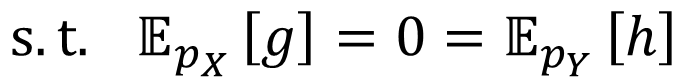 s.t. 𝔼_{p_X}[g] = 0 = 𝔼_{p_Y}[h]